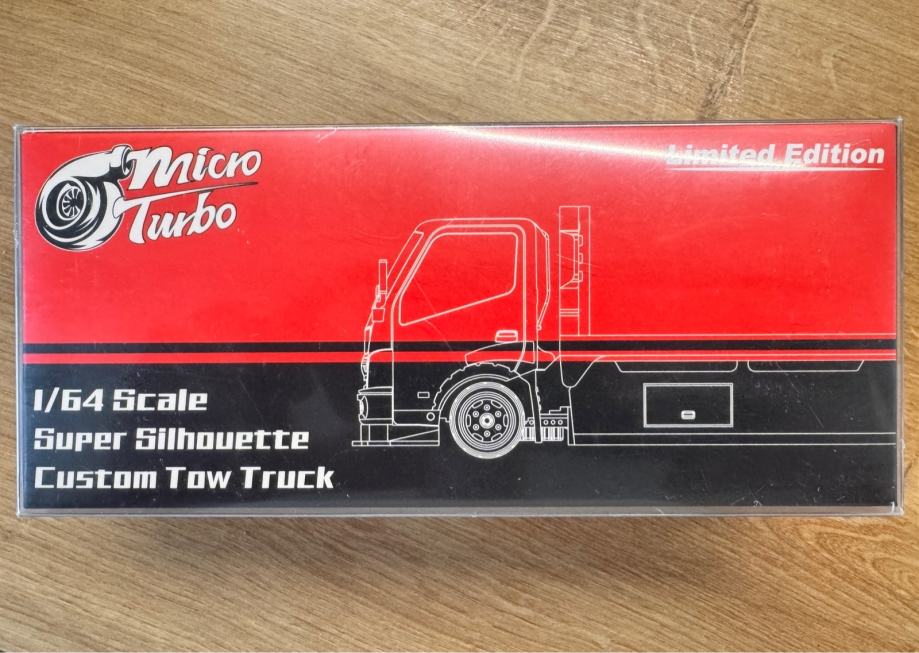 Micro
Turbo
Limited Edition
1/64 Scale
Super Silhouette
Custom Tow Truck